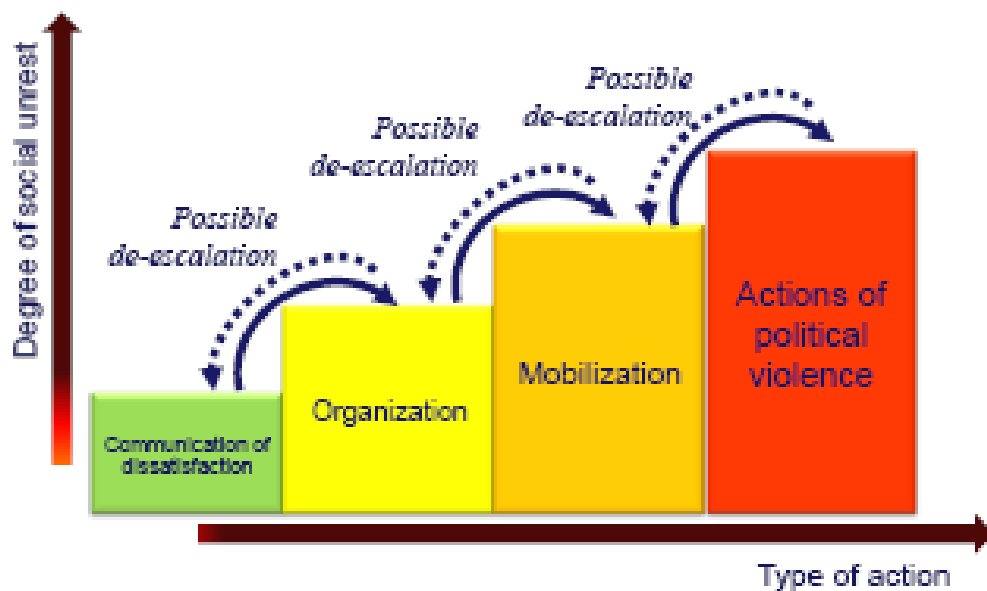 Degree of social unrest
Possible
de-escalation
Possible
de-escalation
Possible
de-escalation
Communication of
dissatisfaction
Organization
Mobilization
Actions of
political
violence
Type of action